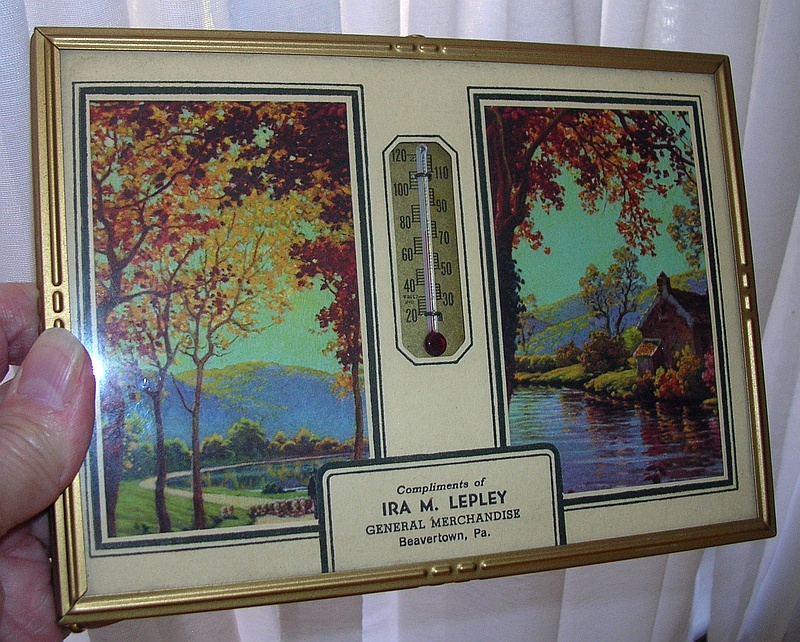 120
110
100
90
80
70
60
50
40
30
20
Compliments of
IRA M. LEPLEY
GENERAL MERCHANDISE
Beavertown, Pa.